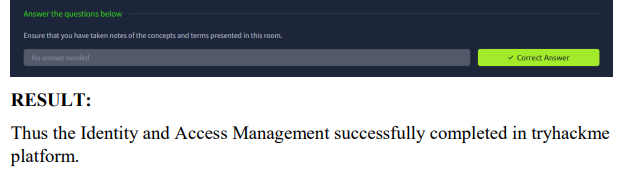 Answer the questions below
Ensure that you have taken notes of the concepts and terms presented in this room.
No answer needed
✓ Correct Answer
RESULT:
Thus the Identity and Access Management successfully completed in tryhackme
platform.